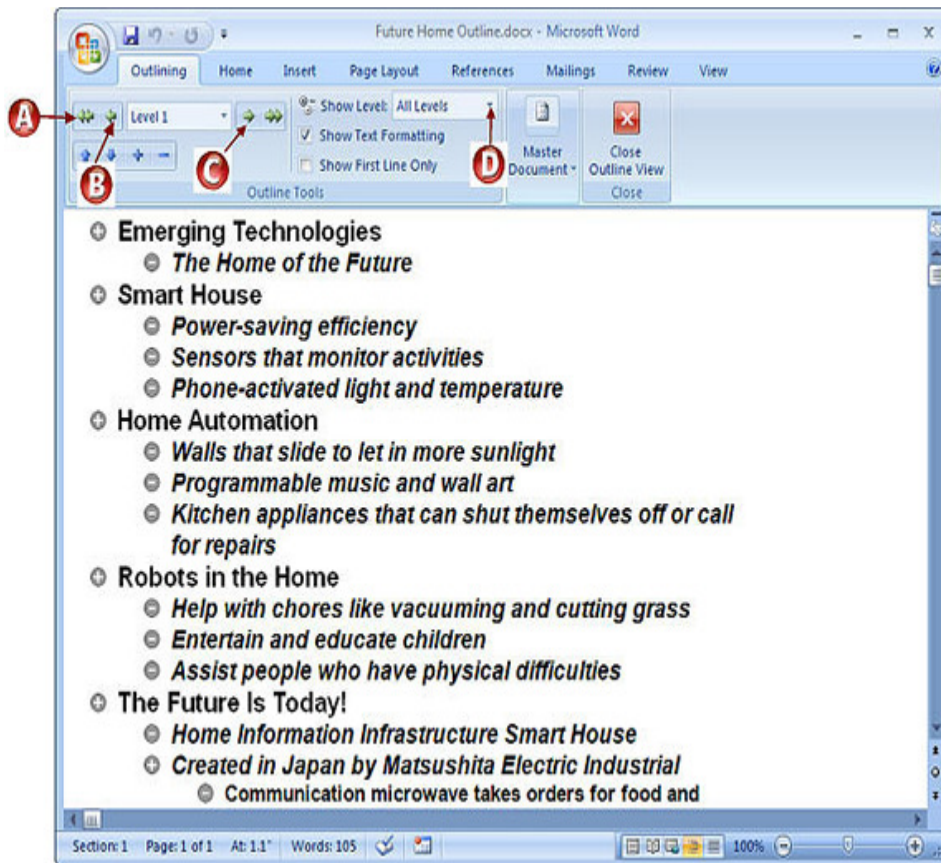 Future Home Outline.docx - Microsoft Word
Outlining Home Insert Page Layout References Mailings Review View
A
B
C
D
Level 1
Show Level: All Levels
Show Text Formatting
Show First Line Only
Outline Tools
Master
Document
Close
Outline View
Close
Emerging Technologies
The Home of the Future
Smart House
Power-saving efficiency
Sensors that monitor activities
Phone-activated light and temperature
Home Automation
Walls that slide to let in more sunlight
Programmable music and wall art
Kitchen appliances that can shut themselves off or call
for repairs
Robots in the Home
Help with chores like vacuuming and cutting grass
Entertain and educate children
Assist people who have physical difficulties
The Future Is Today!
Home Information Infrastructure Smart House
Created in Japan by Matsushita Electric Industrial
Communication microwave takes orders for food and
Section: 1 Page: 1 of 1 At: 1.1" Words: 105 100%